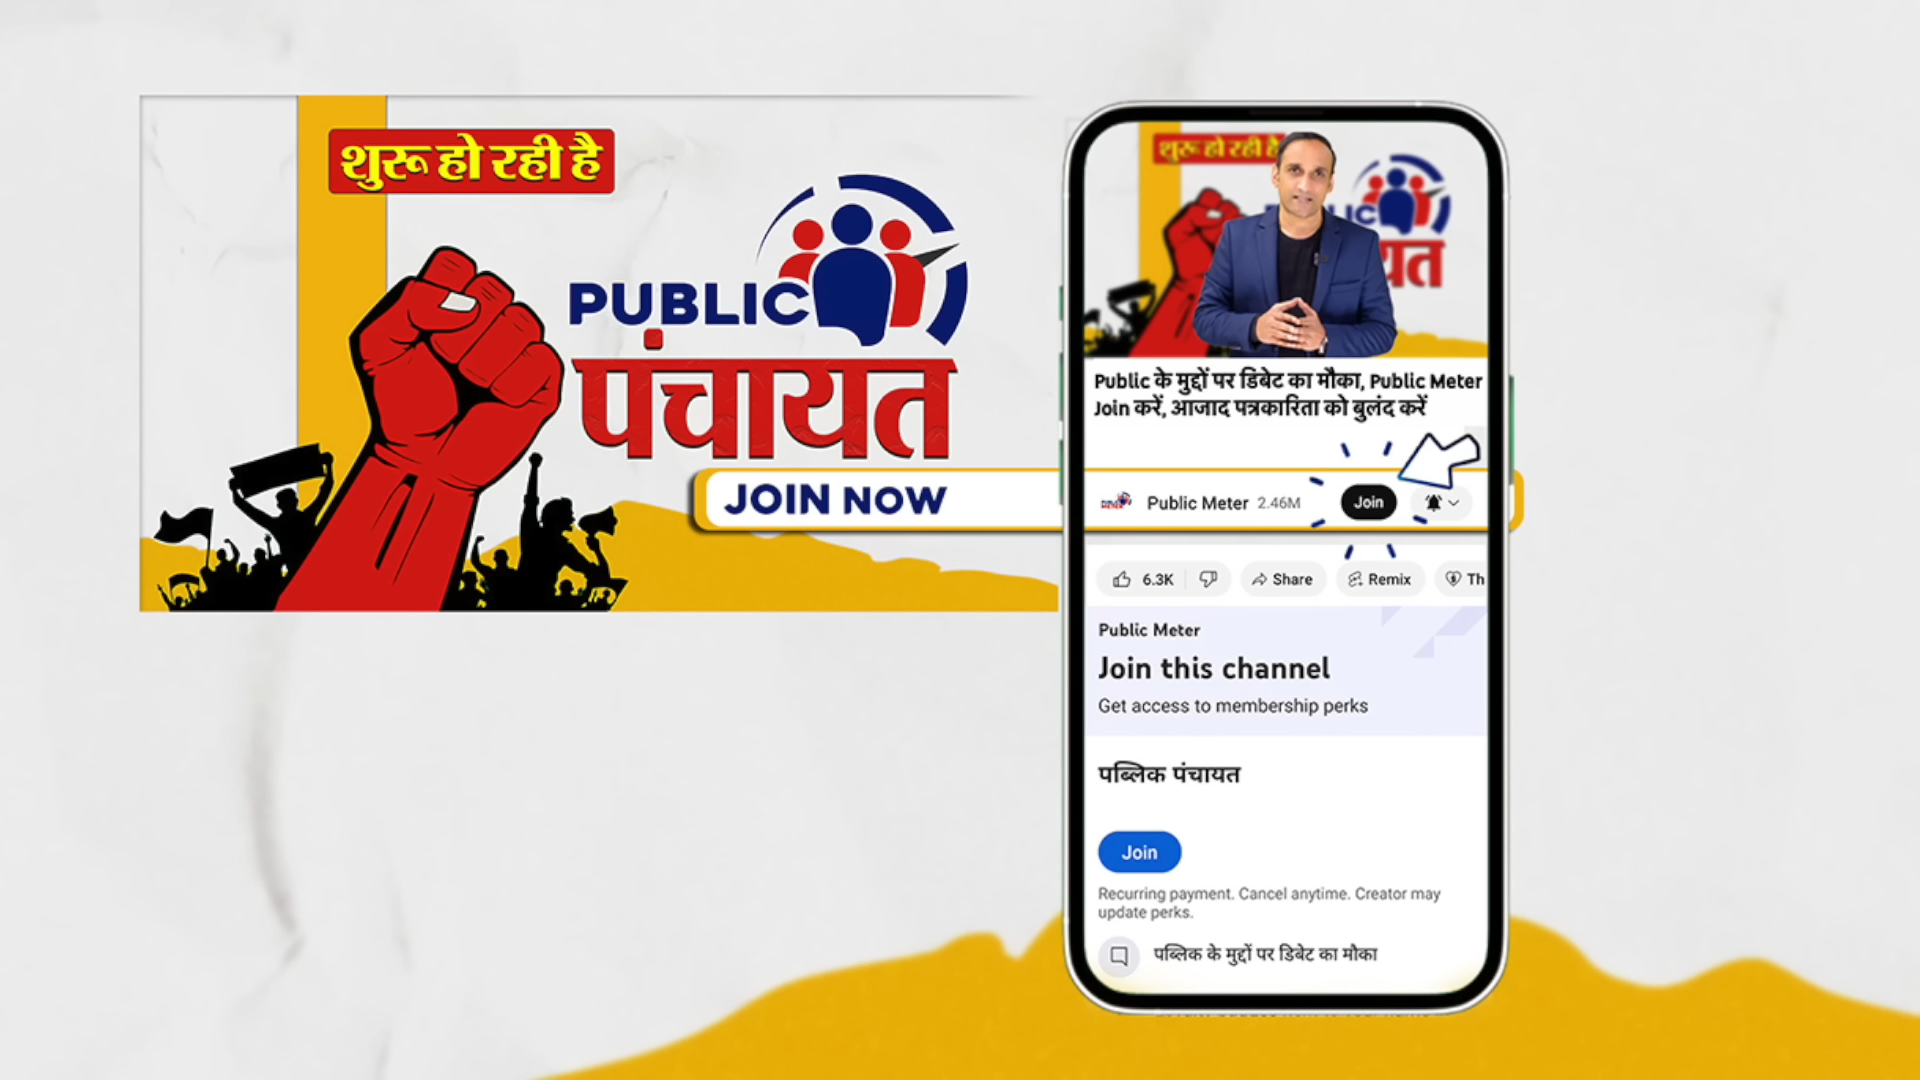 शुरू हो रही है
PUBLIC
पंचायत
JOIN NOW
शुरू हो रही है
Public के मुद्दों पर डिबेट का मौका, Public Meter
Join करें, आजाद पत्रकारिता को बुलंद करें
Public Meter 2.46M Join
6.3K Share Remix Th
Public Meter
Join this channel
Get access to membership perks
पब्लिक पंचायत
Join
Recurring payment. Cancel anytime. Creator may
update perks.
पब्लिक के मुद्दों पर डिबेट का मौका